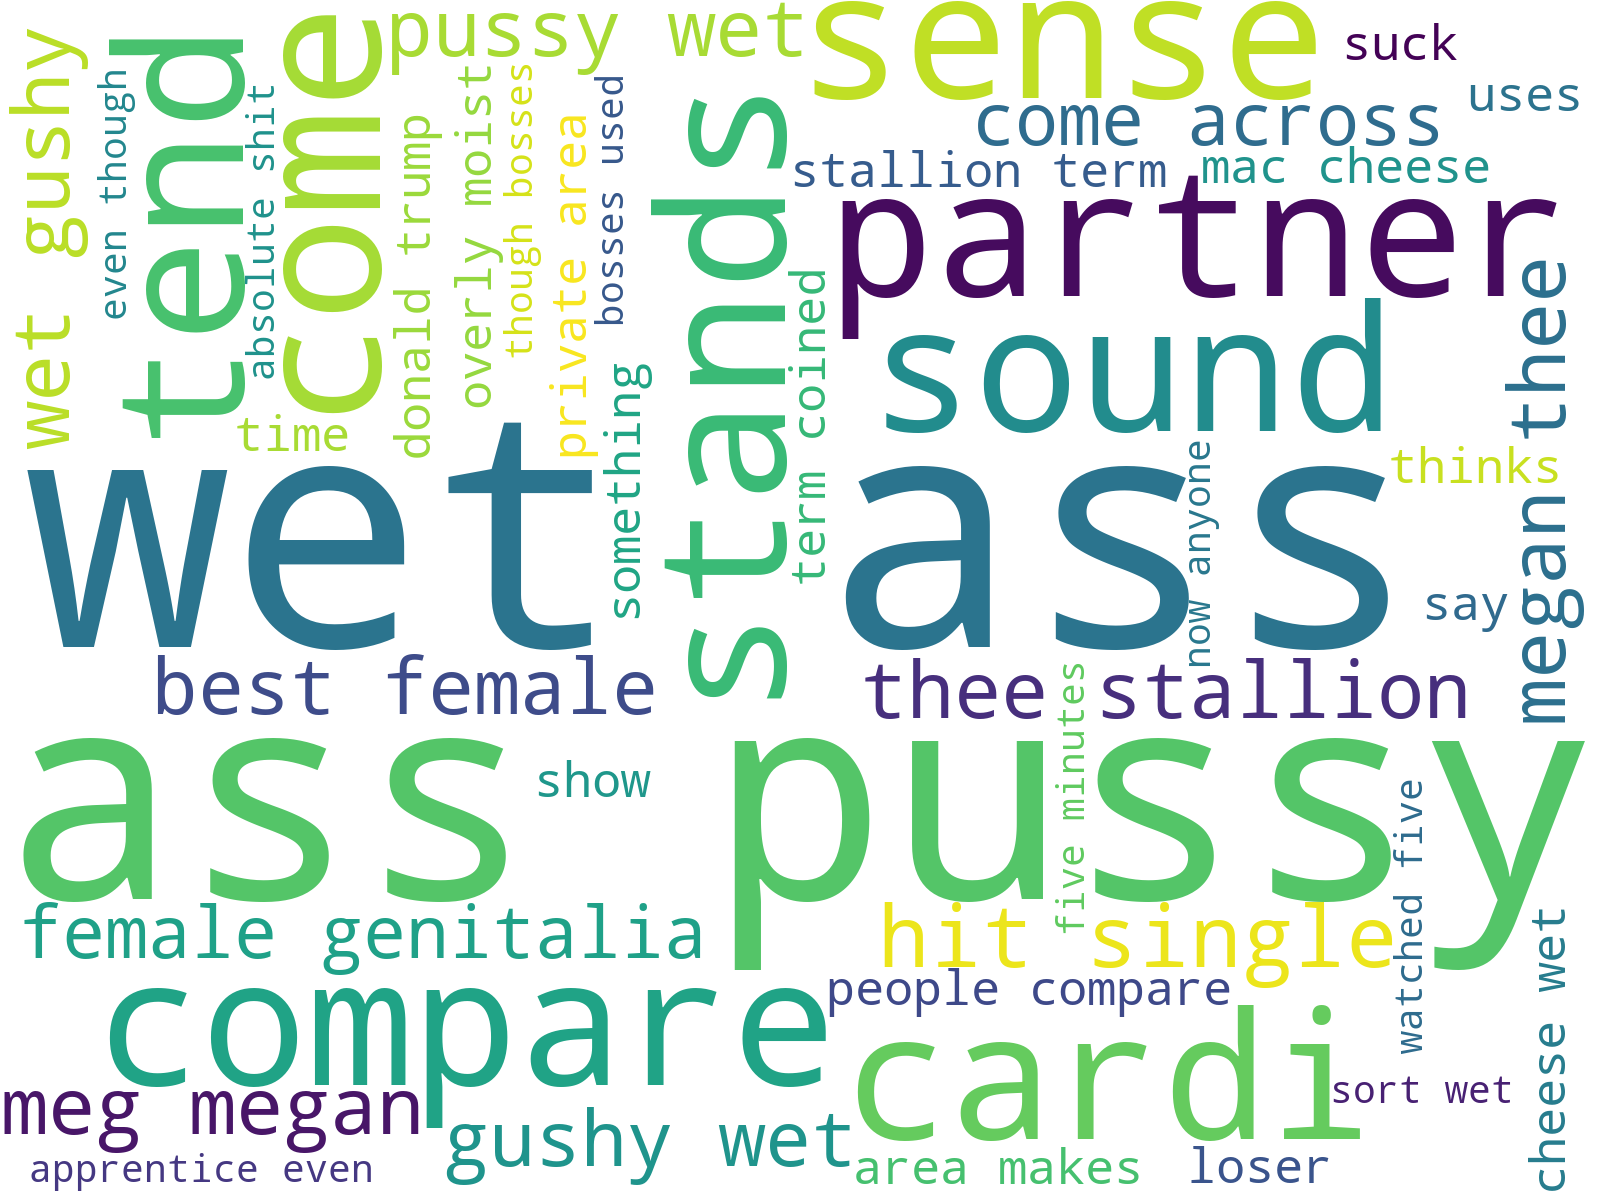 pussy wet
sense
suck
wet gushy
even though
tend
absolute shit
come
donald trump
overly moist
though bosses
private area
bosses used
stands
come across
uses
stallion term
mac cheese
partner
sound
term coined
something
time
megan thee
thinks
now anyone
wet
ass
say
best female
thee stallion
five minutes
ass pussy
show
watched five
female genitalia
hit single
cheese wet
compare
people compare
cardi
sort wet
meg megan
gushy wet
apprentice even
area makes
loser